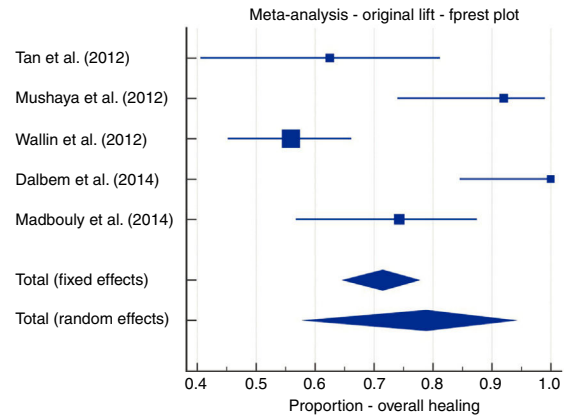 Meta-analysis - original lift - fprest plot
Tan et al. (2012)
Mushaya et al. (2012)
Wallin et al. (2012)
Dalbem et al. (2014)
Madbouly et al. (2014)
Total (fixed effects)
Total (random effects)
0.4 0.5 0.6 0.7 0.8 0.9 1.0
Proportion - overall healing